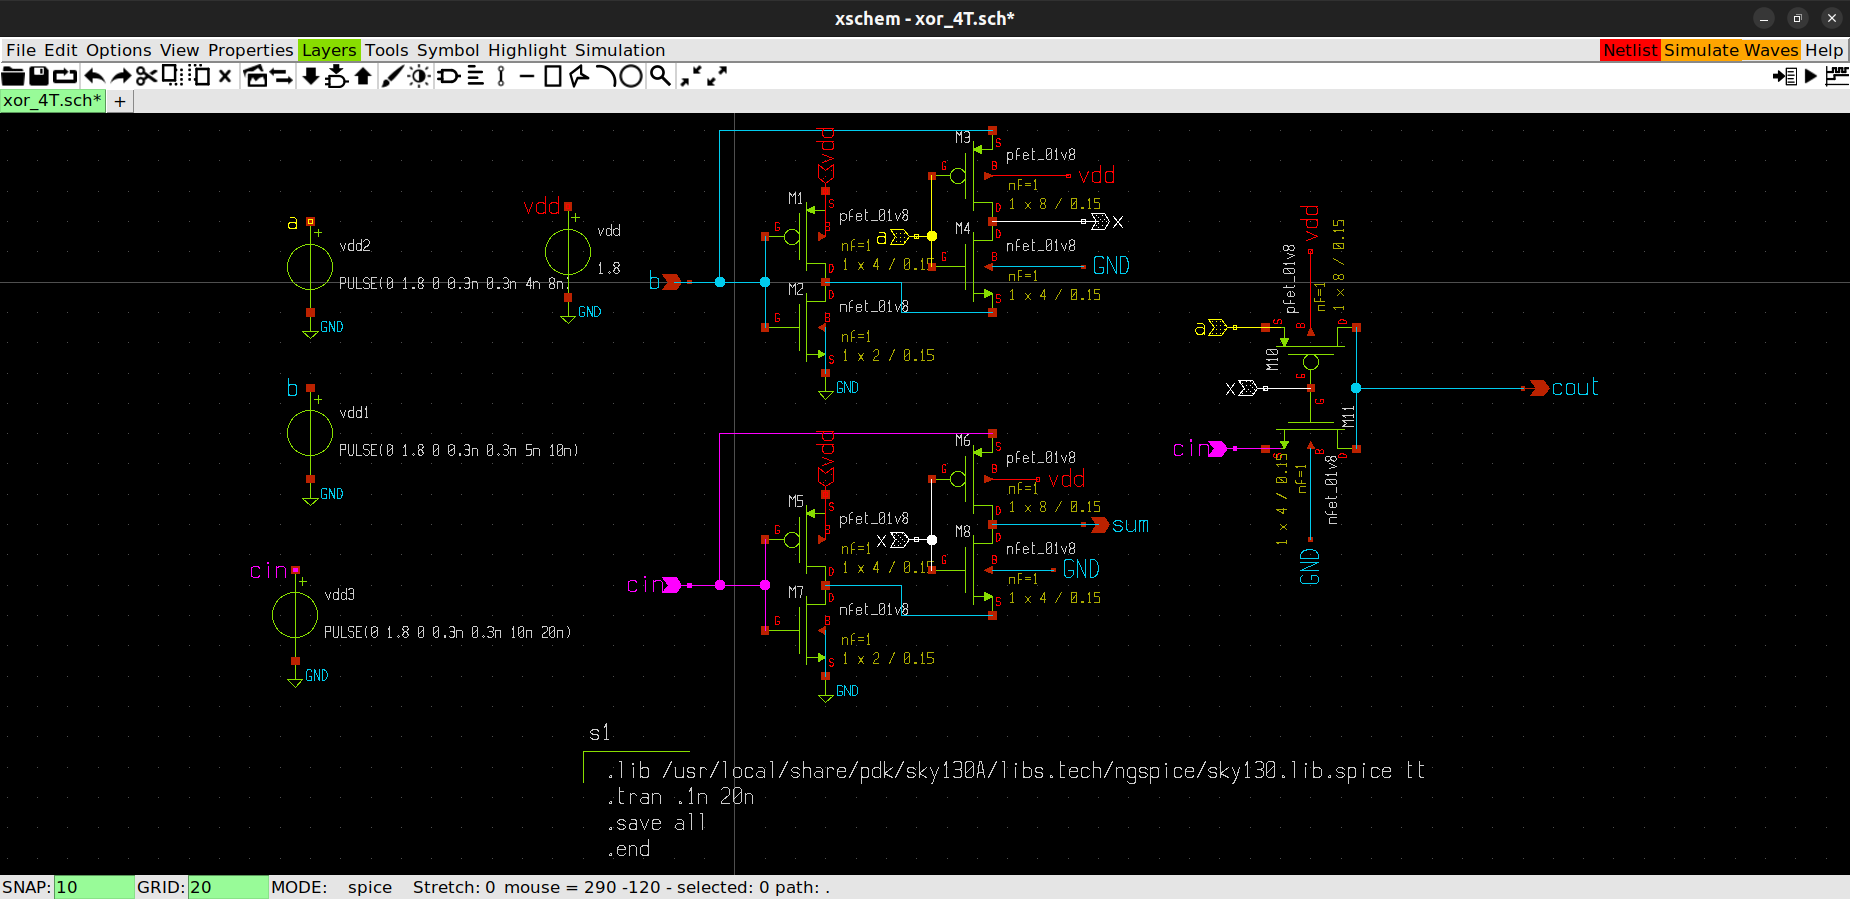 xschem - xor_4T.sch*
File Edit Options View Properties Layers Tools Symbol Highlight Simulation
Netlist Simulate Waves Help
xor_4T.sch* +
a
vdd2
PULSE(0 1.8 0 0.3n 0.3n 4n 8n)
GND
vdd
vdd
1.8
GND
b
vdd1
PULSE(0 1.8 0 0.3n 0.3n 5n 10n)
GND
cin
vdd3
PULSE(0 1.8 0 0.3n 0.3n 10n 20n)
GND
b
vdd
M1
G
S
B
D
pfet_01v8
nf=1
1 x 4 / 0.15
M2
G
D
B
S
nfet_01v8
nf=1
1 x 2 / 0.15
GND
a
M3
G
S
B
D
pfet_01v8
vdd
nf=1
1 x 8 / 0.15
x
M4
G
D
B
S
nfet_01v8
GND
nf=1
1 x 4 / 0.15
cin
vdd
M5
G
S
B
D
pfet_01v8
nf=1
1 x 4 / 0.15
M7
G
D
B
S
nfet_01v8
nf=1
1 x 2 / 0.15
GND
x
M6
G
S
B
D
pfet_01v8
vdd
nf=1
1 x 8 / 0.15
sum
M8
G
D
B
S
nfet_01v8
GND
nf=1
1 x 4 / 0.15
vdd
pfet_01v8
nf=1
1 x 8 / 0.15
a
S
B
D
M10
G
x
cout
G
M11
cin
S
B
D
1 x 4 / 0.15
nf=1
nfet_01v8
GND
s1
.lib /usr/local/share/pdk/sky130A/libs.tech/ngspice/sky130.lib.spice tt
.tran .1n 20n
.save all
.end
SNAP: 10 GRID: 20 MODE: spice Stretch: 0 mouse = 290 -120 - selected: 0 path: .